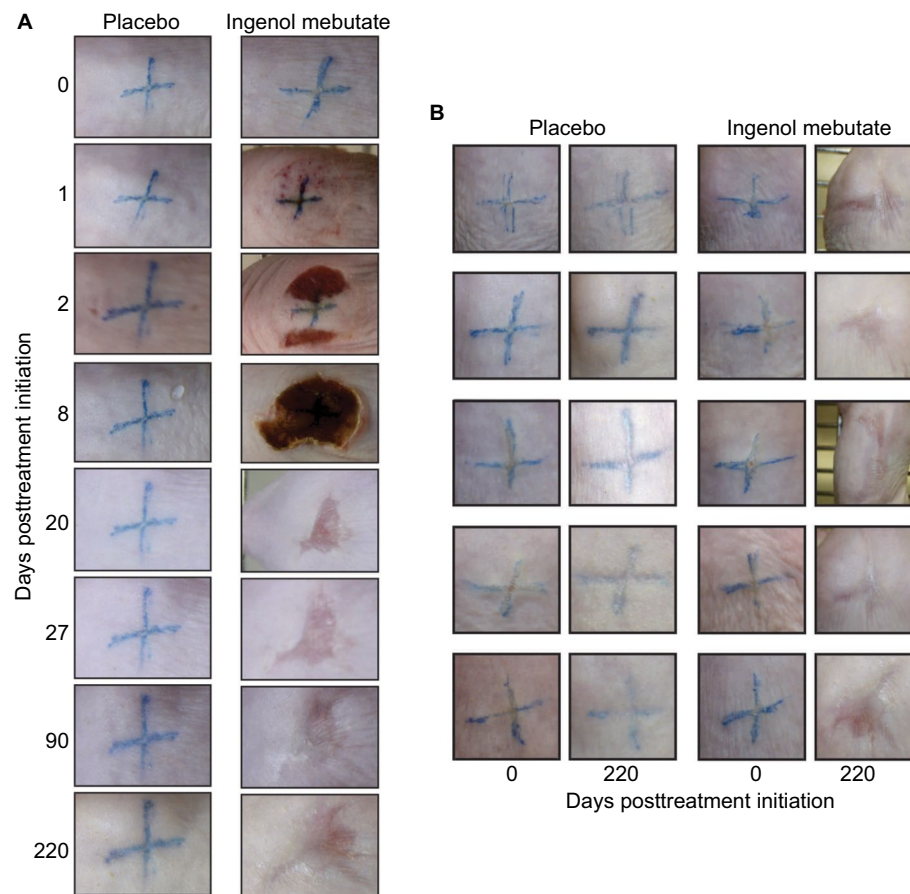 A
Placebo Ingenol mebutate
0
1
2
8
20
27
90
220
Days posttreatment initiation
B
Placebo Ingenol mebutate
0 220 0 220
Days posttreatment initiation